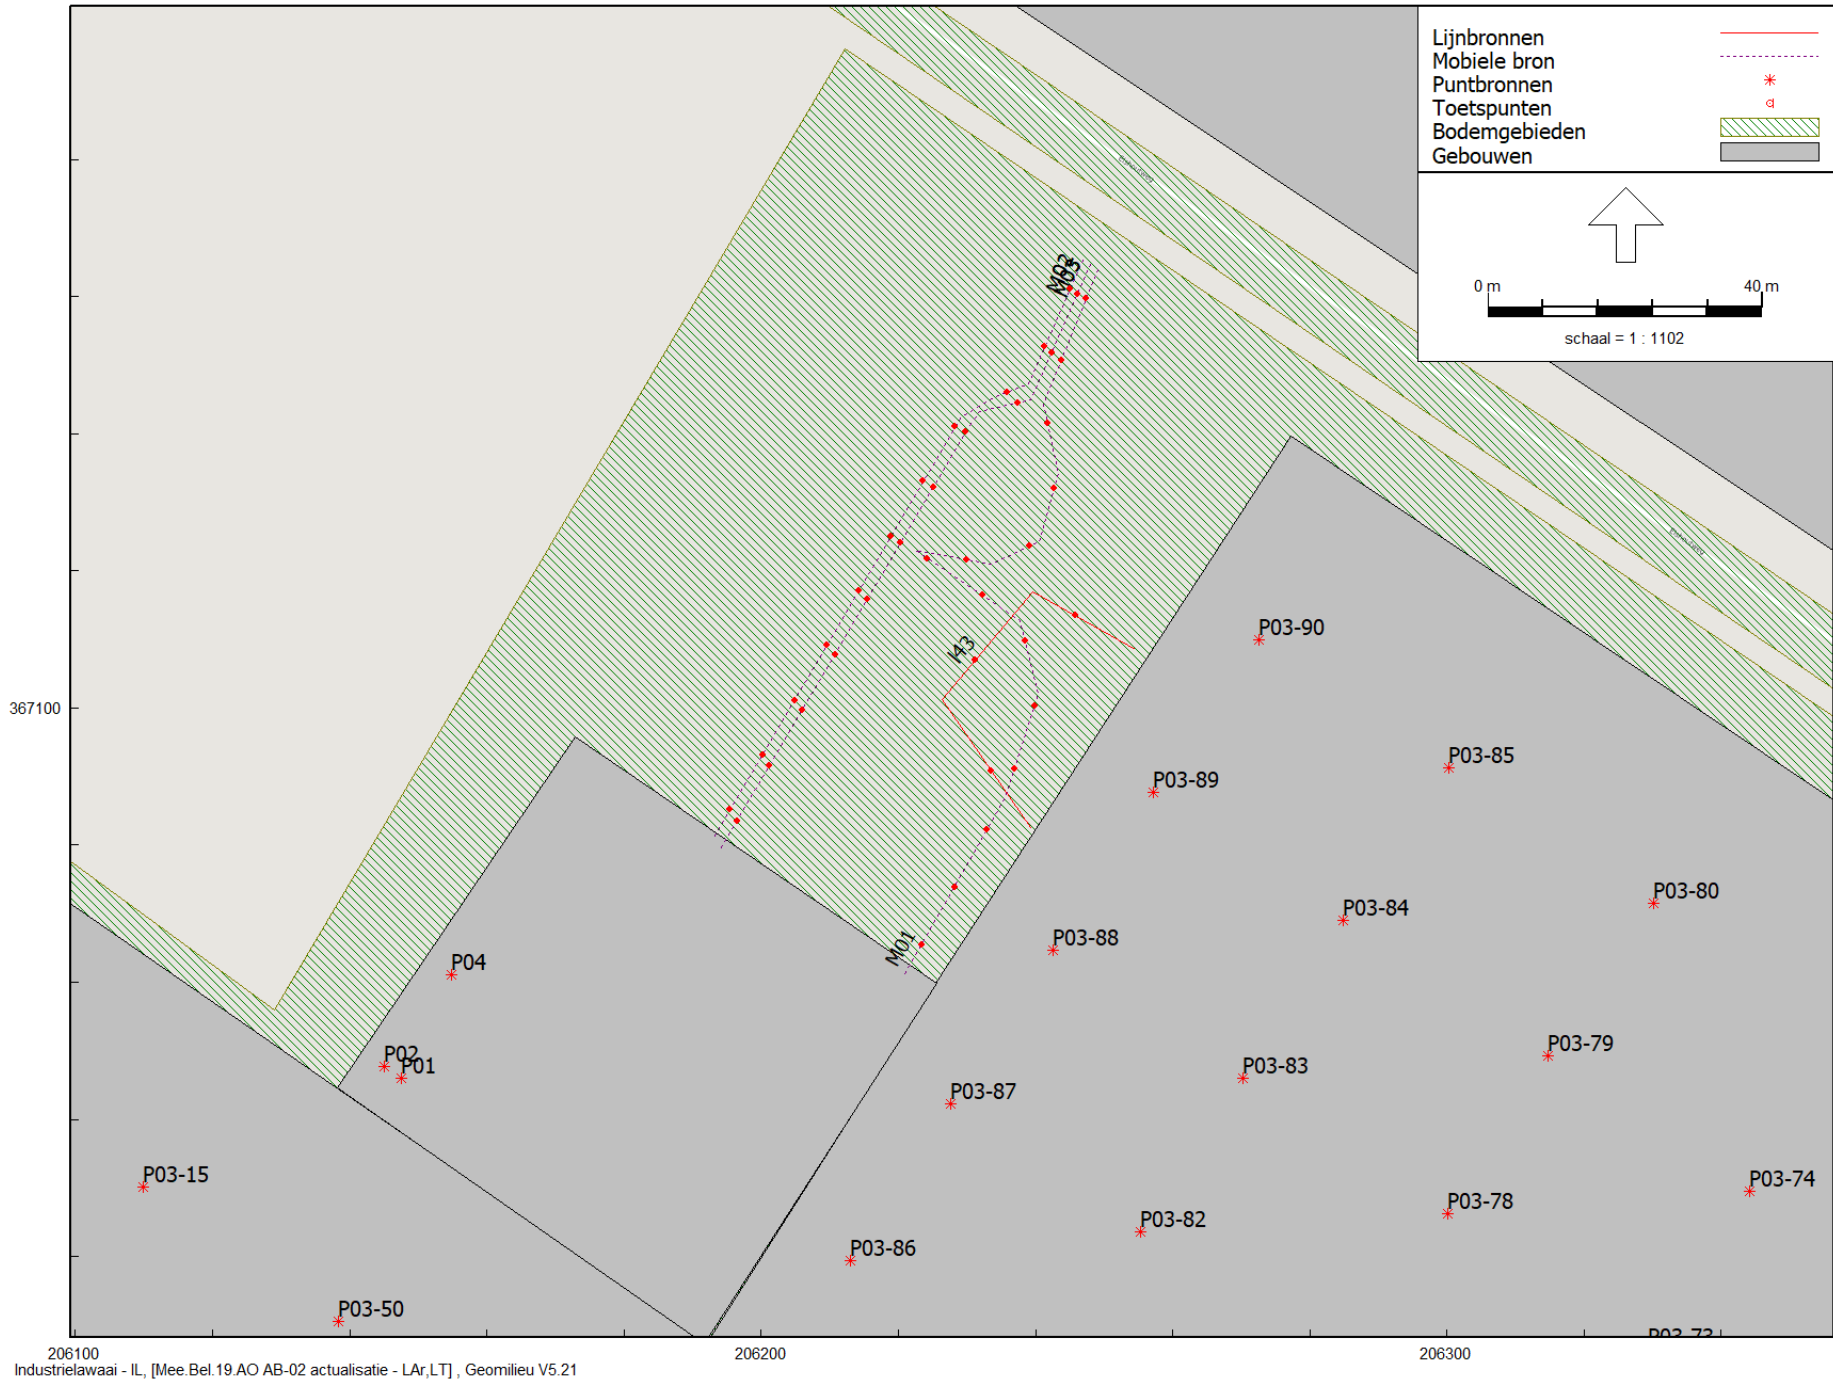 Lijnbronnen
Mobiele bron
Puntbronnen
Toetspunten
Bodemgebieden
Gebouwen
0 m
40 m
schaal = 1 : 1102
M03
I43
P03-90
367100
P03-85
P03-89
P03-80
P03-84
P03-88
M01
P04
P02
P01
P03-79
P03-83
P03-87
P03-15
P03-74
P03-78
P03-82
P03-86
P03-50
P03-73
206100
206200
206300
Industrielawaai - IL, [Mee.Bel.19.AO AB-02 actualisatie - LAr,LT] , Geomilieu V5.21